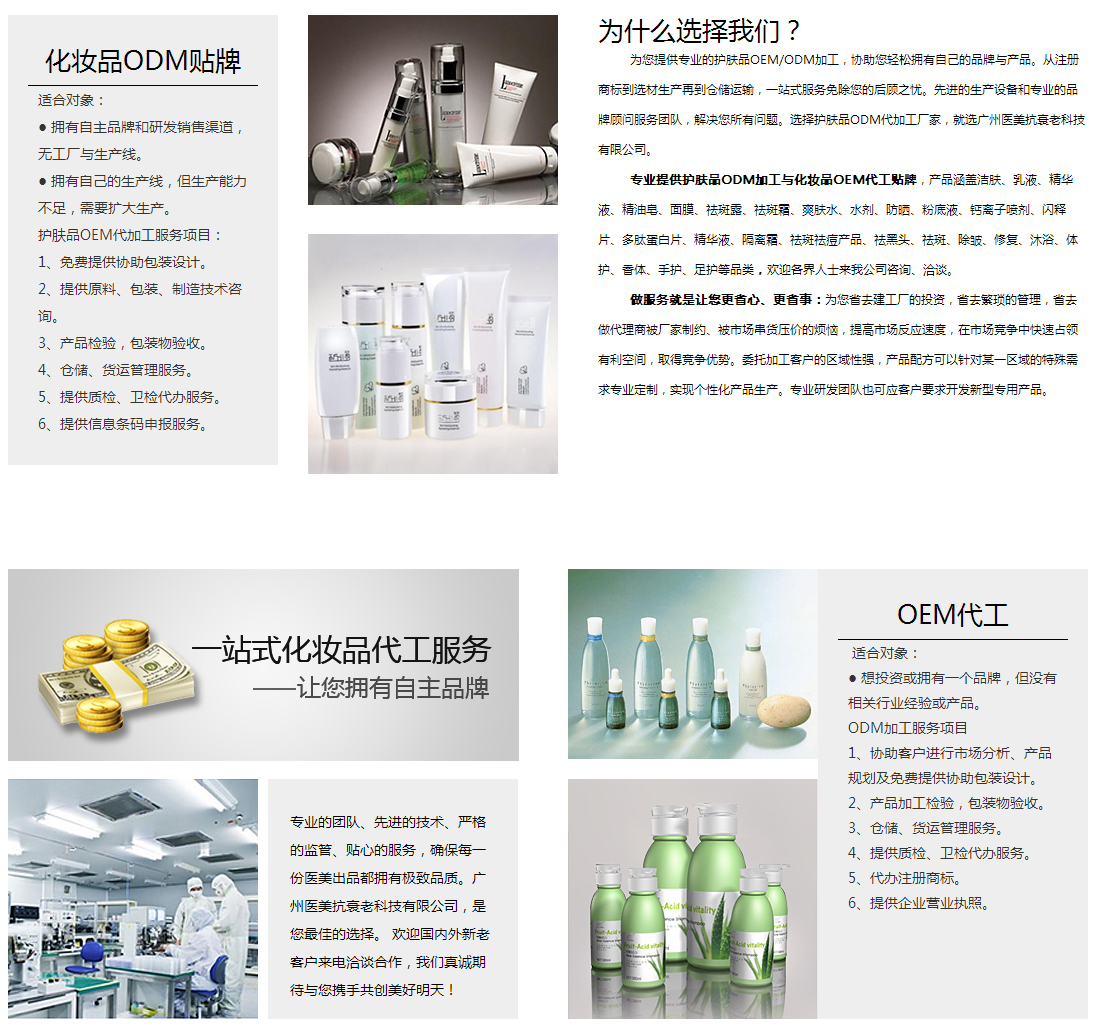 化妆品ODM贴牌
适合对象：
● 拥有自主品牌和研发销售渠道，
无工厂与生产线。
● 拥有自己的生产线，但生产能力
不足，需要扩大生产。
护肤品OEM代加工服务项目：
1、免费提供协助包装设计。
2、提供原料、包装、制造技术咨
询。
3、产品检验，包装物验收。
4、仓储、货运管理服务。
5、提供质检、卫检代办服务。
6、提供信息条码申报服务。
为什么选择我们？
为您提供专业的护肤品OEM/ODM加工，协助您轻松拥有自己的品牌与产品。从注册
商标到选材生产再到仓储运输，一站式服务免除您的后顾之忧。先进的生产设备和专业的品
牌顾问服务团队，解决您所有问题。选择护肤品ODM代加工厂家，就选广州医美抗衰老科技
有限公司。
专业提供护肤品ODM加工与化妆品OEM代工贴牌，产品涵盖洁肤、乳液、精华
液、精油皂、面膜、祛斑露、祛斑霜、爽肤水、水剂、防晒、粉底液、钙离子喷剂、闪释
片、多肽蛋白片、精华液、隔离霜、祛斑祛痘产品、祛黑头、祛斑、除皱、修复、沐浴、体
护、香体、手护、足护等品类，欢迎各界人士来我公司咨询、洽谈。
做服务就是让您更省心、更省事：为您省去建工厂的投资，省去繁琐的管理，省去
做代理商被厂家制约、被市场串货压价的烦恼，提高市场反应速度，在市场竞争中快速占领
有利空间，取得竞争优势。委托加工客户的区域性强，产品配方可以针对某一区域的特殊需
求专业定制，实现个性化产品生产。专业研发团队也可应客户要求开发新型专用产品。
一站式化妆品代工服务
——让您拥有自主品牌
专业的团队、先进的技术、严格
的监管、贴心的服务，确保每一
份医美出品都拥有极致品质。广
州医美抗衰老科技有限公司，是
您最佳的选择。 欢迎国内外新老
客户来电洽谈合作，我们真诚期
待与您携手共创美好明天！
OEM代工
适合对象：
● 想投资或拥有一个品牌，但没有
相关行业经验或产品。
ODM加工服务项目
1、协助客户进行市场分析、产品
规划及免费提供协助包装设计。
2、产品加工检验，包装物验收。
3、仓储、货运管理服务。
4、提供质检、卫检代办服务。
5、代办注册商标。
6、提供企业营业执照。